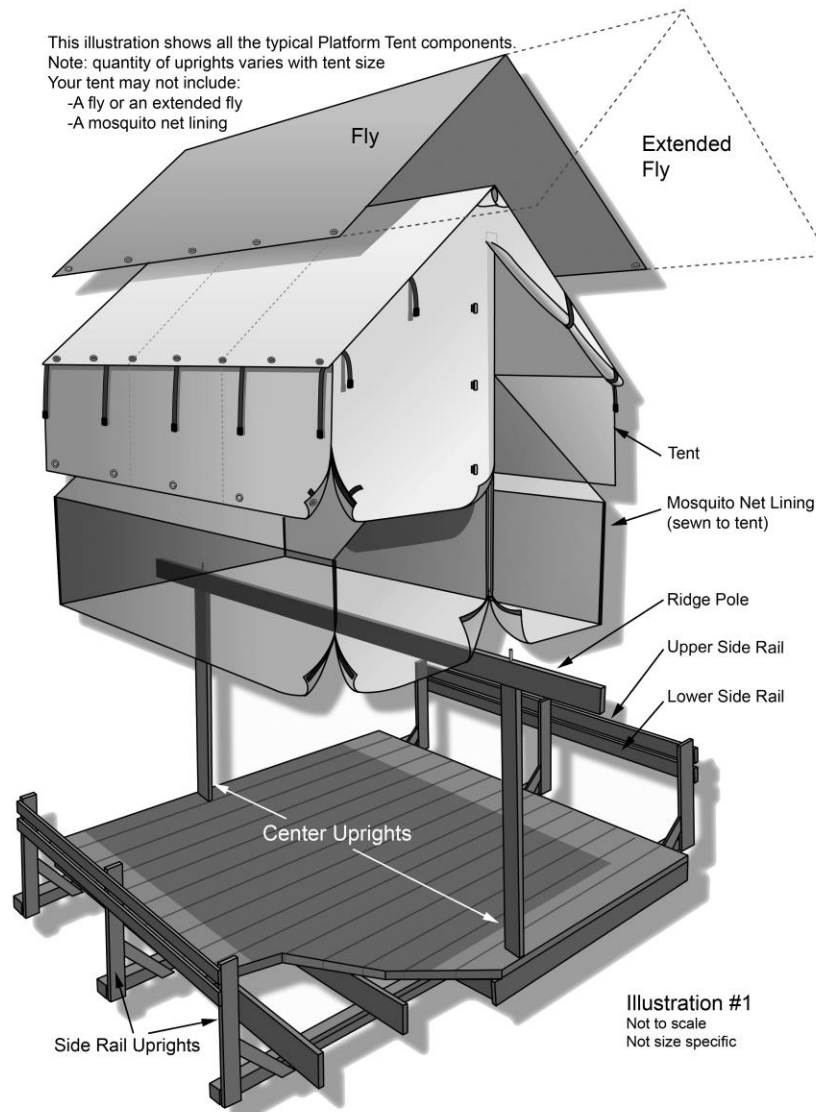 This illustration shows all the typical Platform Tent components.
Note: quantity of uprights varies with tent size
Your tent may not include:
-A fly or an extended fly
-A mosquito net lining
Fly
Extended
Fly
Tent
Mosquito Net Lining
(sewn to tent)
Ridge Pole
Upper Side Rail
Lower Side Rail
Center Uprights
Side Rail Uprights
Illustration #1
Not to scale
Not size specific